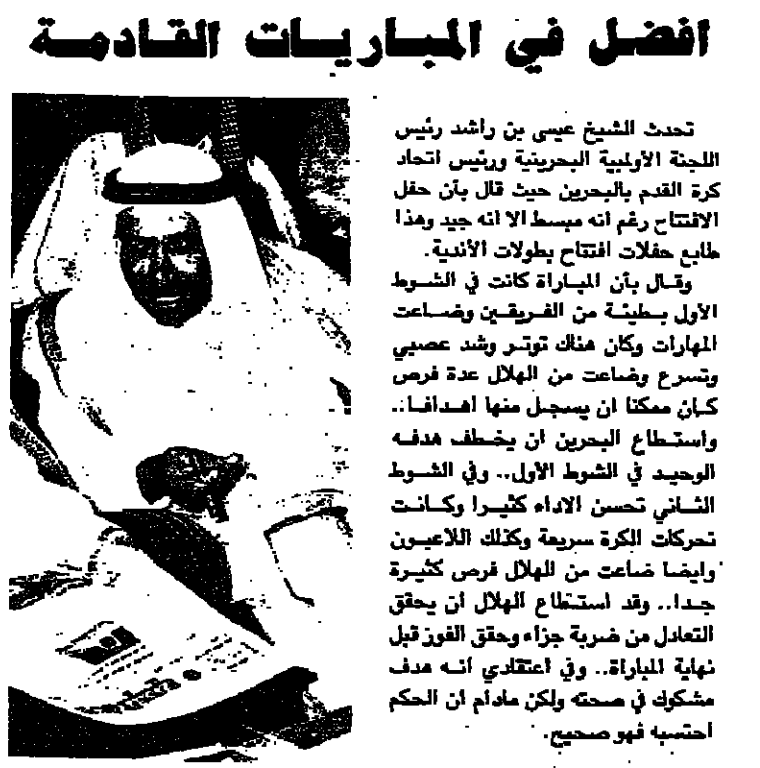 افضل في المباريات القادمة
تحدث الشيخ عيسى بن راشد رئيس
اللجنة الأولمبية البحرينية ورئيس اتحاد
كرة القدم بالبحرين حيث قال بأن حفل
الافتتاح رغم انه مبسط الا انه جيد وهذا
طابع حفلات افتتاح بطولات الأندية.
وقال بأن المباراة كانت في الشوط
الأول بطيئة من الفريقين وضاعت
المهارات وكان هناك توتر وشد عصبي
وتسرع وضاعت من الهلال عدة فرص
كان ممكنا ان يسجل منها اهدافا..
واستطاع البحرين ان يخطف هدفه
الوحيد في الشوط الأول.. وفي الشوط
الثاني تحسن الاداء كثيرا وكانت
تحركات الكرة سريعة وكذلك اللاعبون
وايضا ضاعت من الهلال فرص كثيرة
جدا.. وقد استطاع الهلال ان يحقق
التعادل من ضربة جزاء وحقق الفوز قبل
نهاية المباراة.. وفي اعتقادي انه هدف
مشكوك في صحته ولكن مادام ان الحكم
احتسبه فهو صحيح.